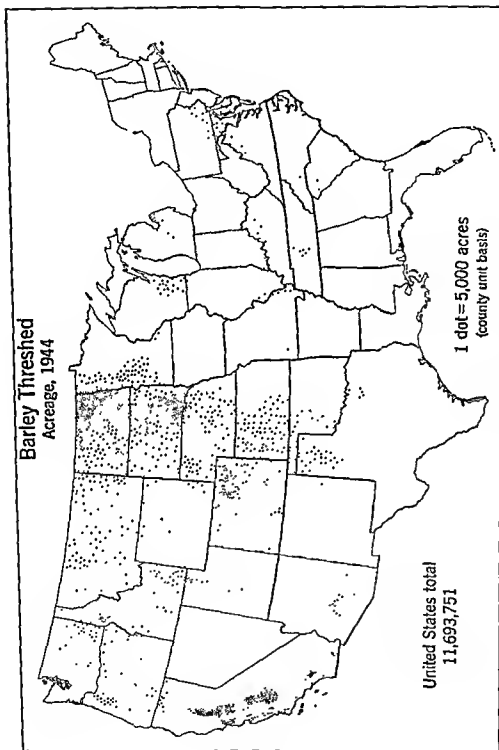 Barley Threshed
Acreage, 1944
United States total
11,693,751
1 dot=5,000 acres
(county unit basis)